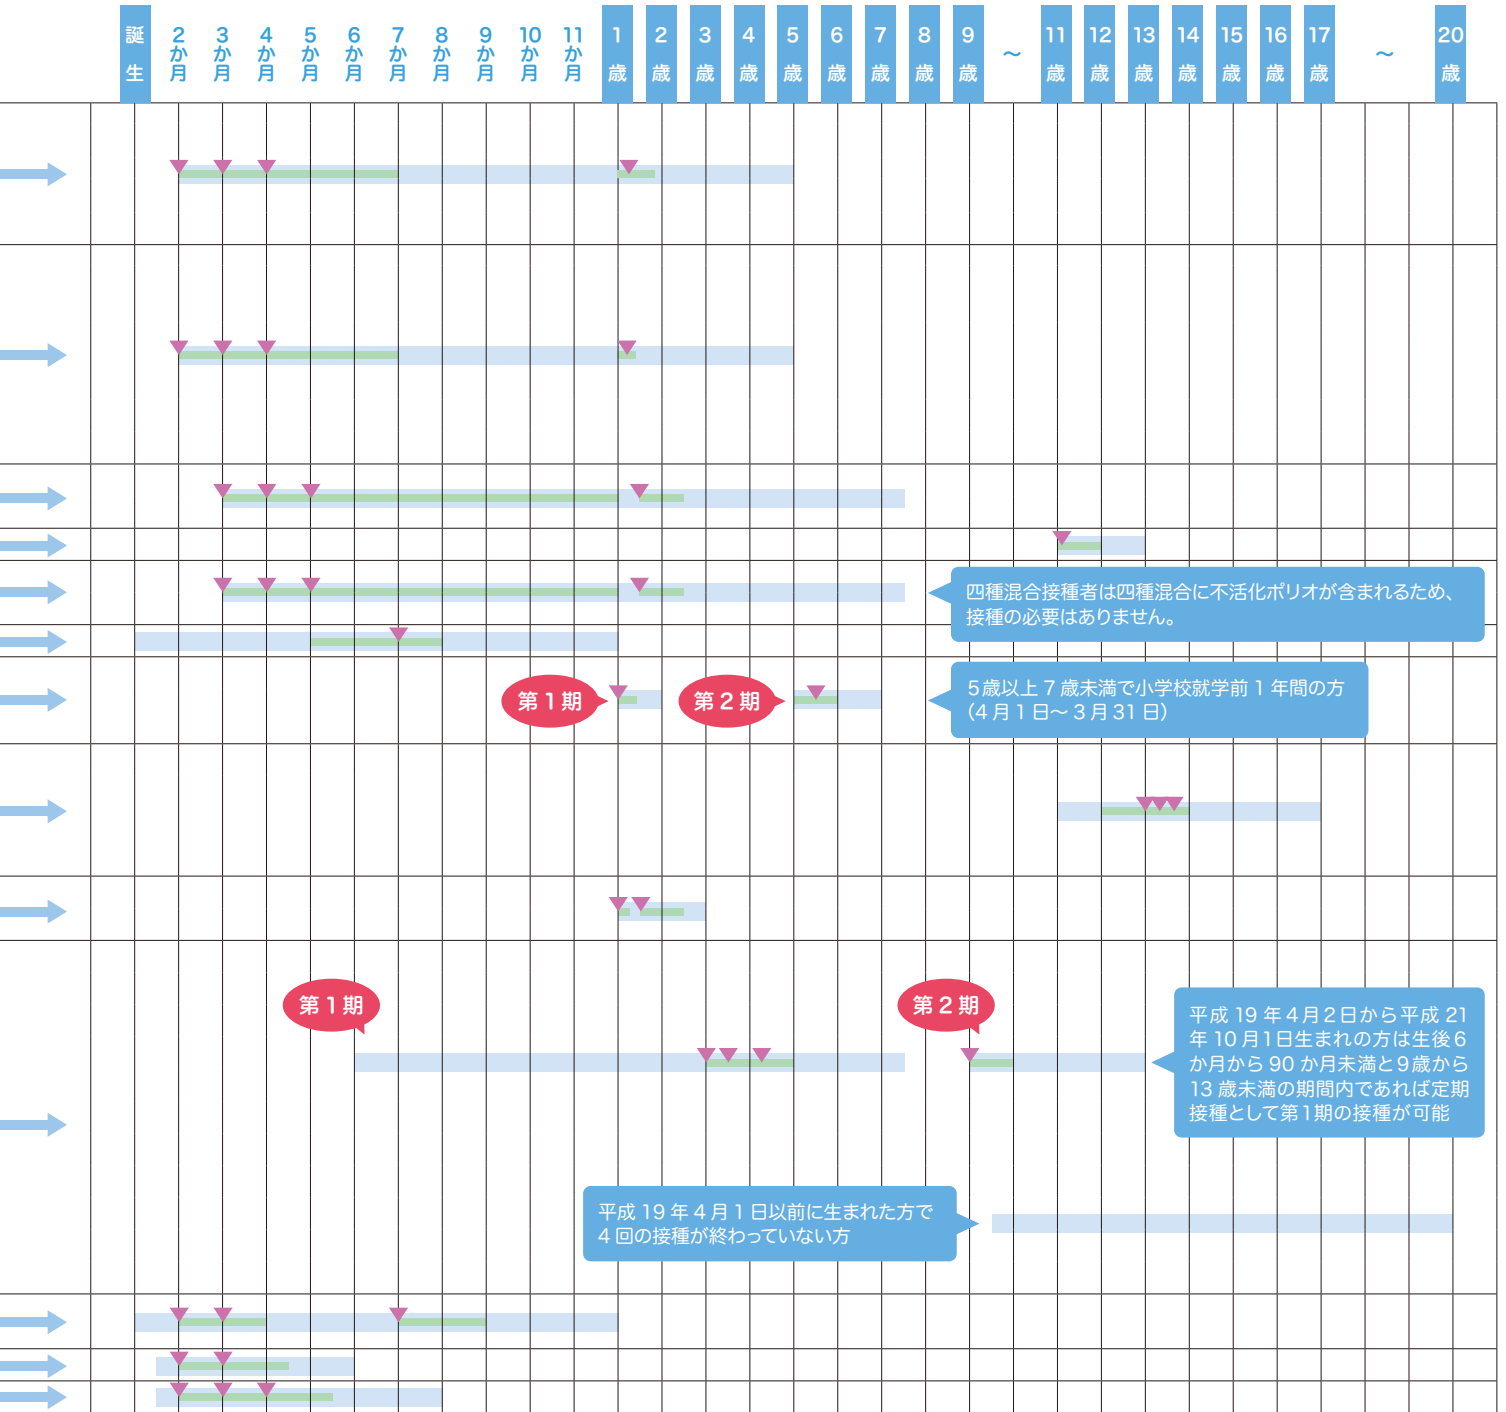 誕生 2か月 3か月 4か月 5か月 6か月 7か月 8か月 9か月 10か月 11か月 1歳 2歳 3歳 4歳 5歳 6歳 7歳 8歳 9歳 ～ 11歳 12歳 13歳 14歳 15歳 16歳 17歳 ～ 20歳
四種混合接種者は四種混合に不活化ポリオが含まれるため、
接種の必要はありません。
第1期
第2期
5歳以上7歳未満で小学校就学前1年間の方
（4月1日～3月31日）
第1期
第2期
平成19年4月2日から平成21
年10月1日生まれの方は生後6
か月から90か月未満と9歳から
13歳未満の期間内であれば定期
接種として第1期の接種が可能
平成19年4月1日以前に生まれた方で
4回の接種が終わっていない方